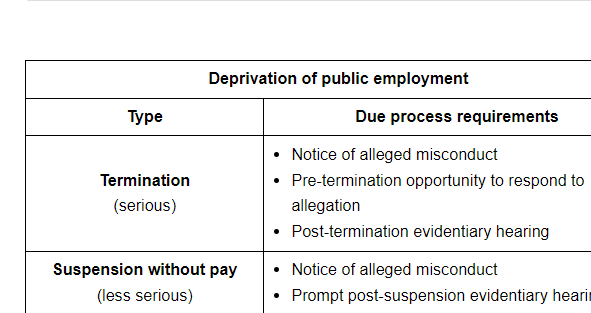 Deprivation of public employment
Type
Due process requirements
Termination
(serious)
• Notice of alleged misconduct
• Pre-termination opportunity to respond to
allegation
• Post-termination evidentiary hearing
Suspension without pay
(less serious)
• Notice of alleged misconduct
• Prompt post-suspension evidentiary